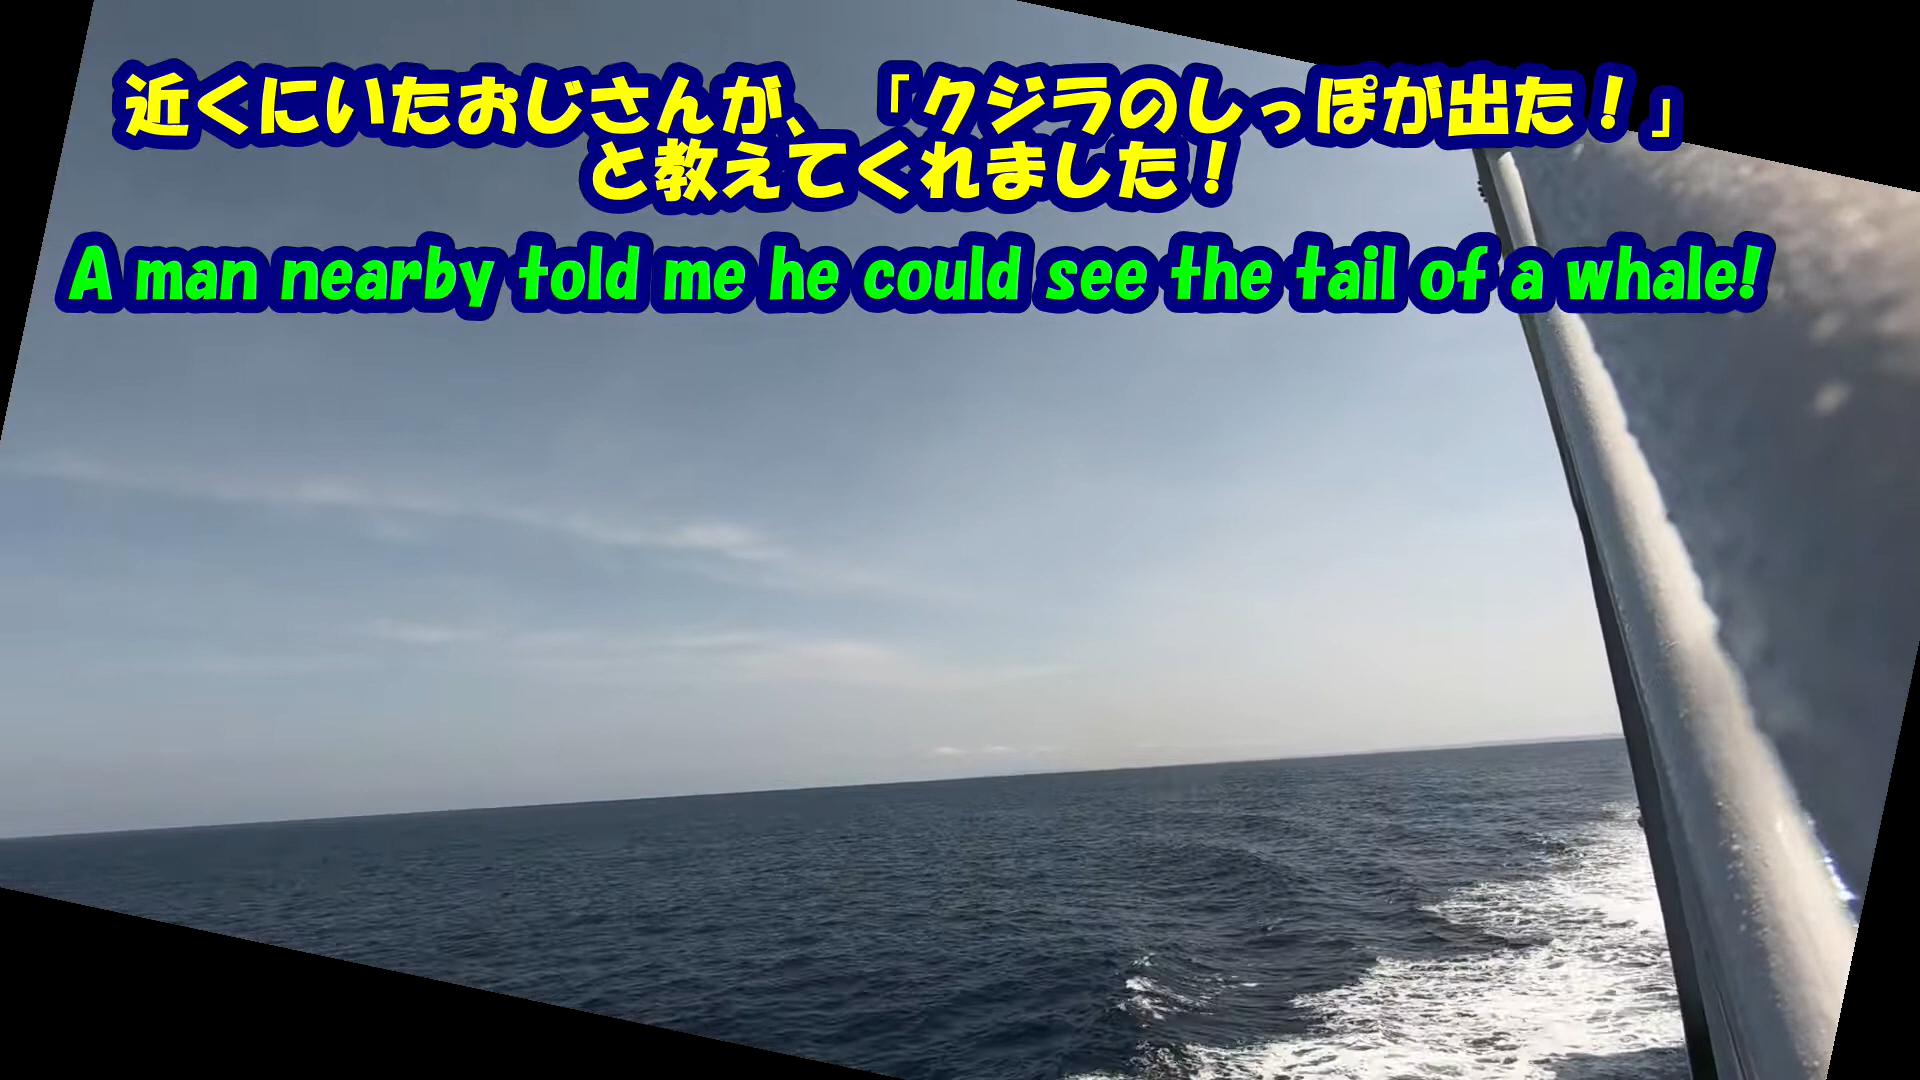 近くにいたおじさんが、「クジラのしっぽが出た！」
と教えてくれました！
A man nearby told me he could see the tail of a whale!